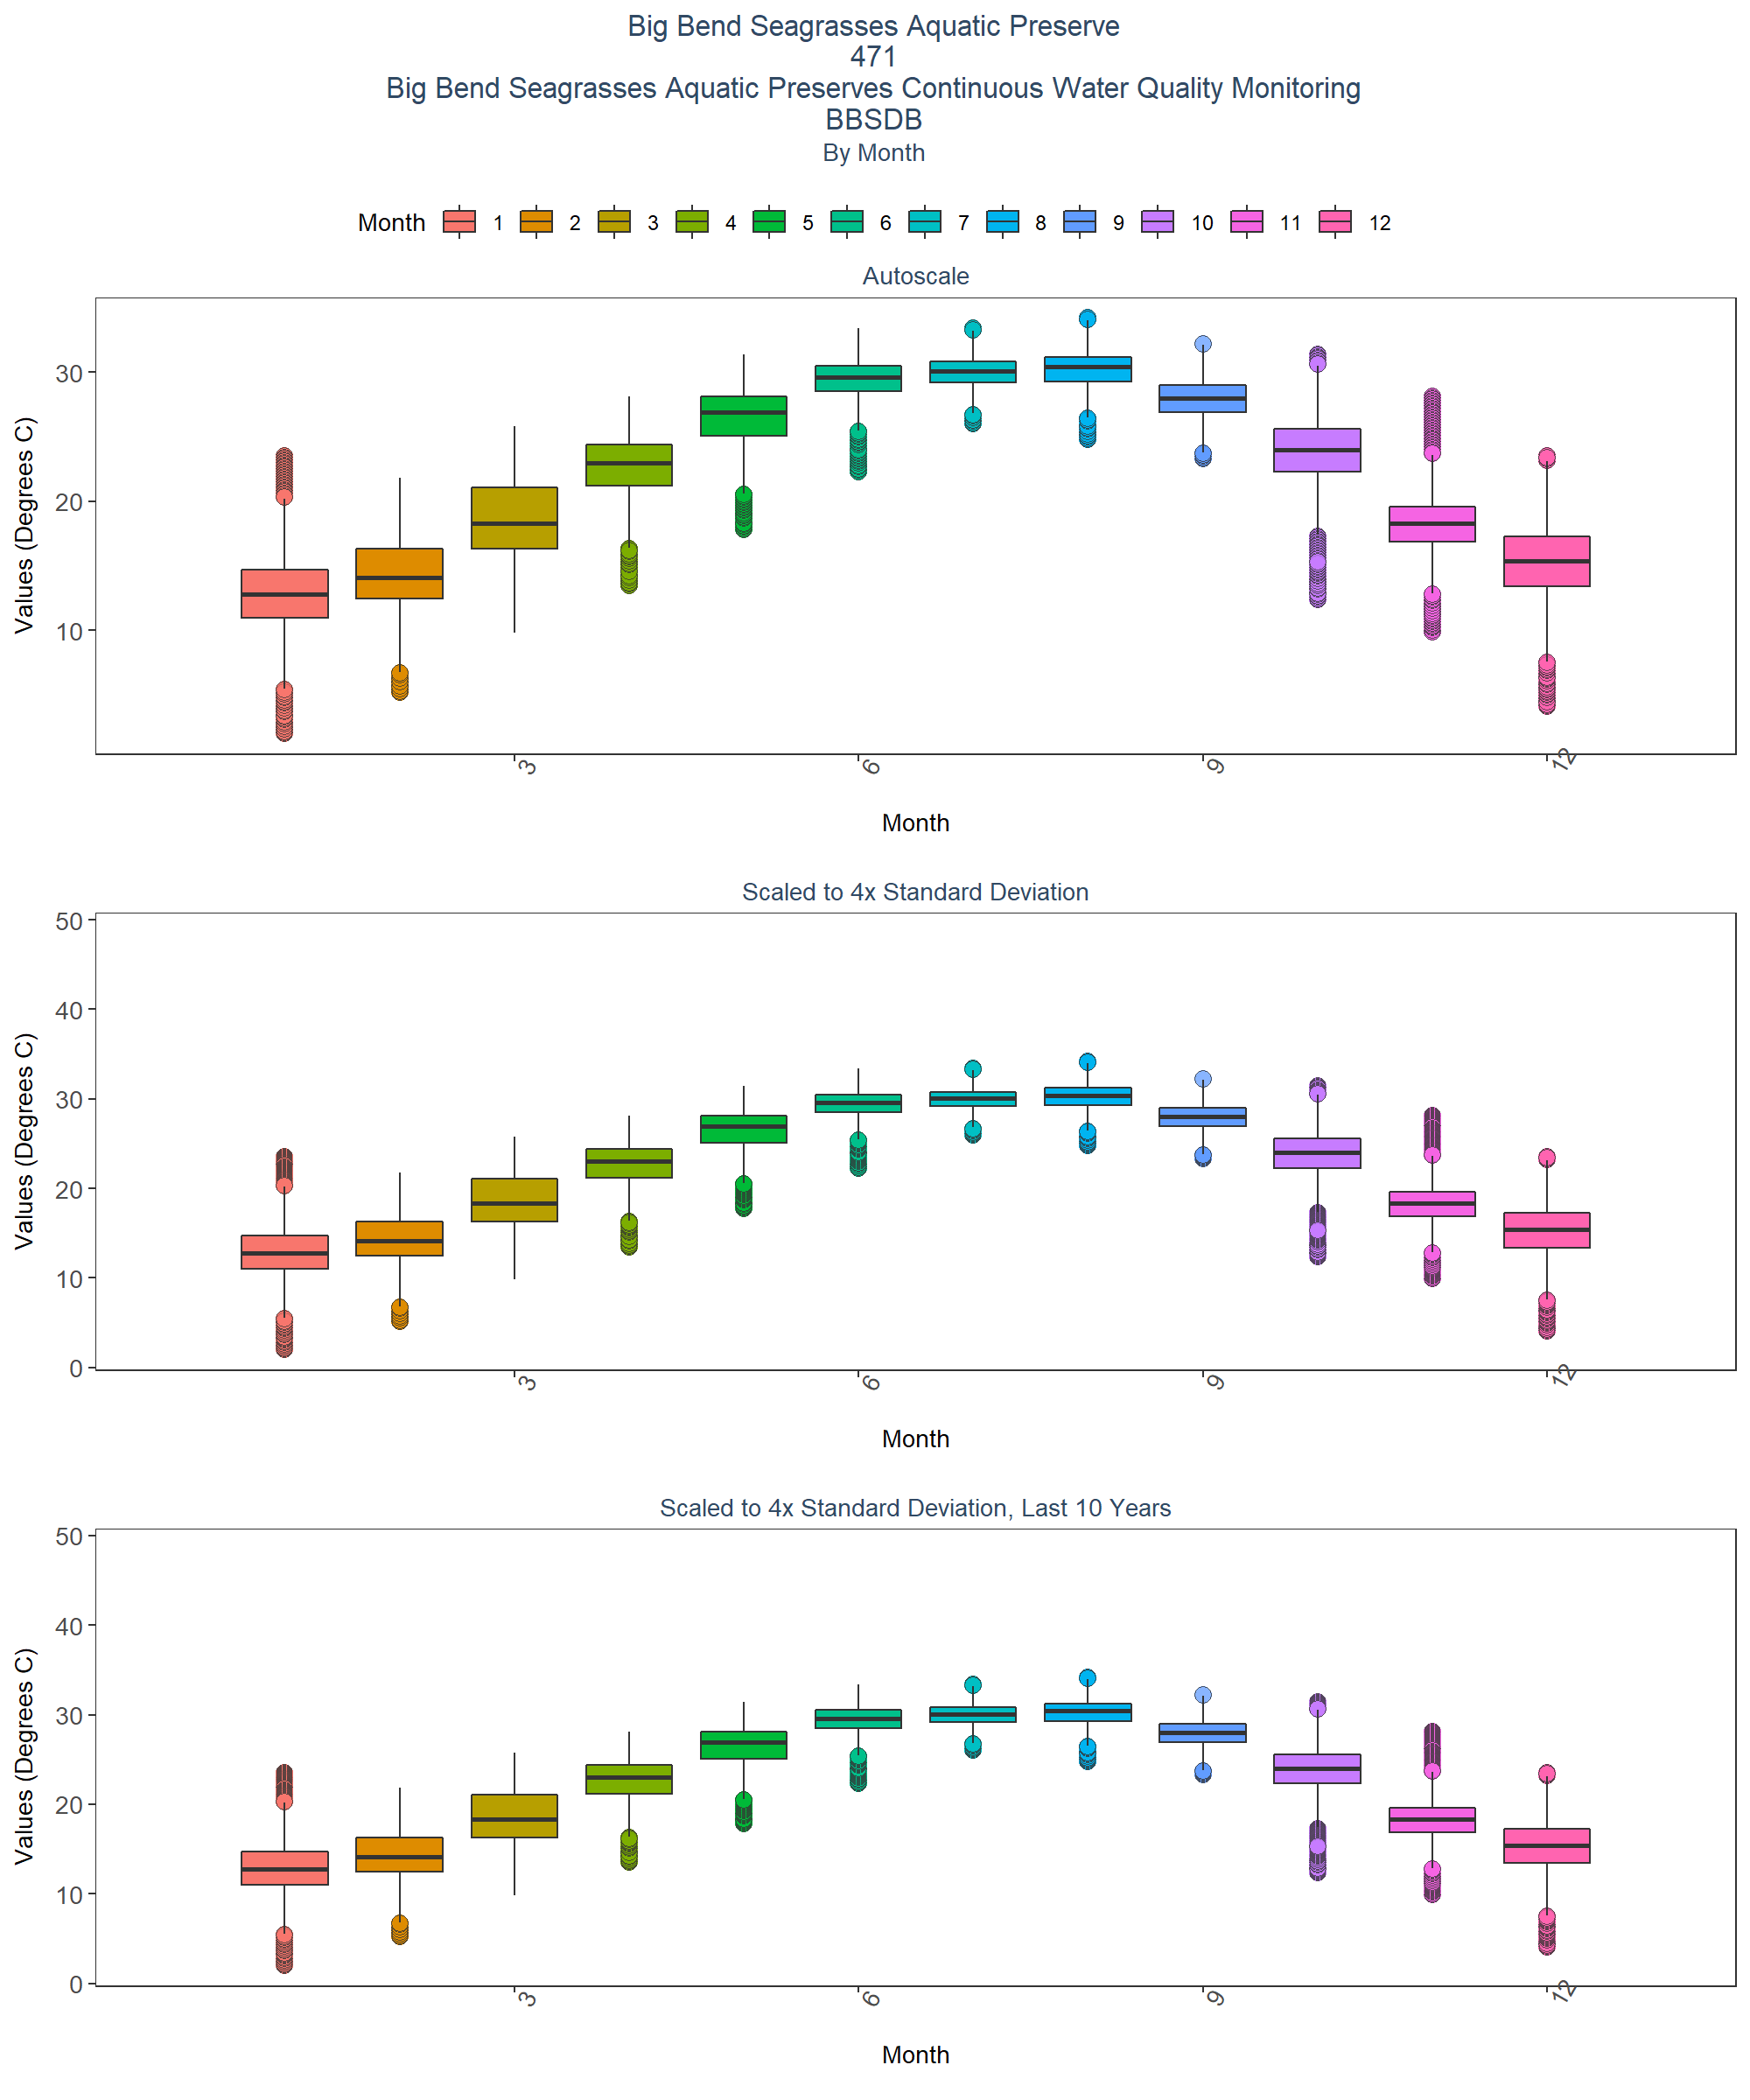 Big Bend Seagrasses Aquatic Preserve
471
Big Bend Seagrasses Aquatic Preserves Continuous Water Quality Monitoring
BBSDB
By Month
Month 1 2 3 4 5 6 7 8 9 10 11 12
Autoscale
Values (Degrees C)
30
20
10
3 6 9 12
Month
Scaled to 4x Standard Deviation
Values (Degrees C)
50
40
30
20
10
0
3 6 9 12
Month
Scaled to 4x Standard Deviation, Last 10 Years
Values (Degrees C)
50
40
30
20
10
0
3 6 9 12
Month